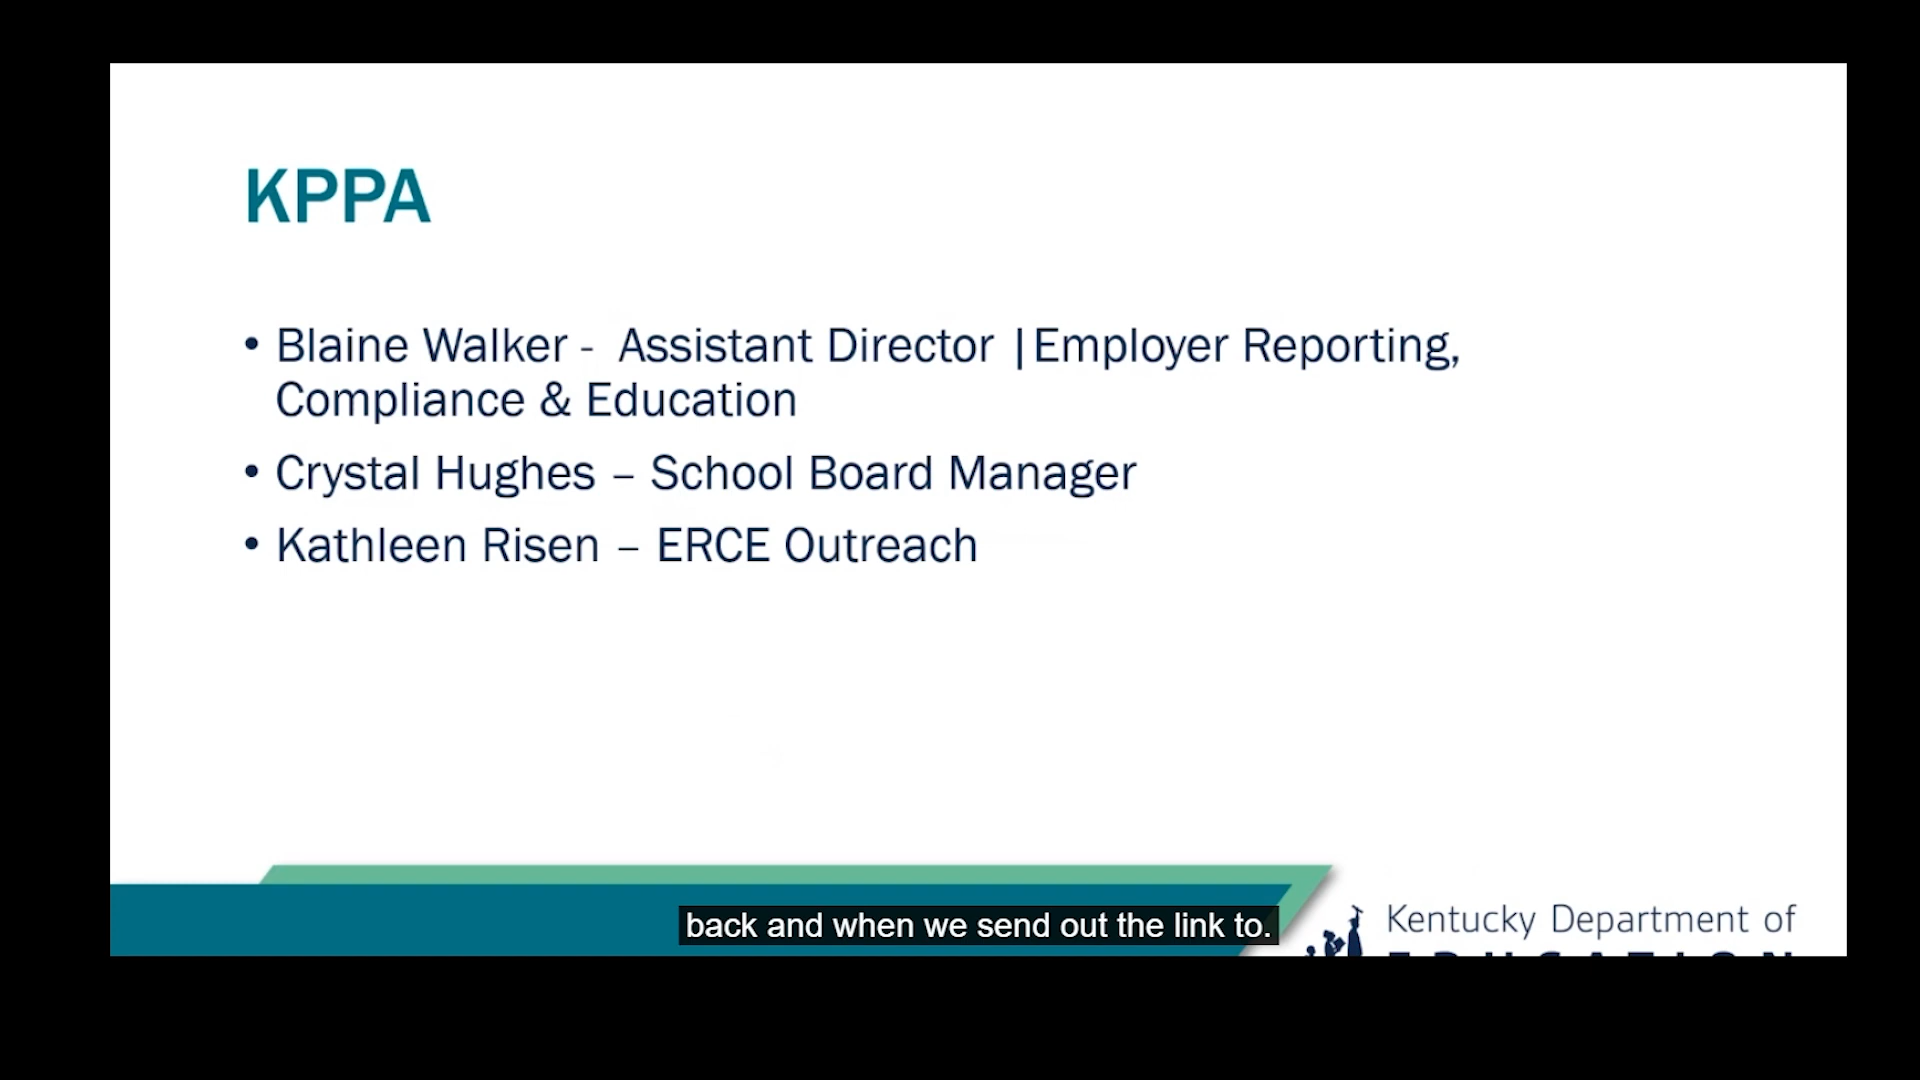 KPPA
• Blaine Walker -  Assistant Director |Employer Reporting,
Compliance & Education
• Crystal Hughes – School Board Manager
• Kathleen Risen – ERCE Outreach
back and when we send out the link to.
Kentucky Department of
EDUCATION